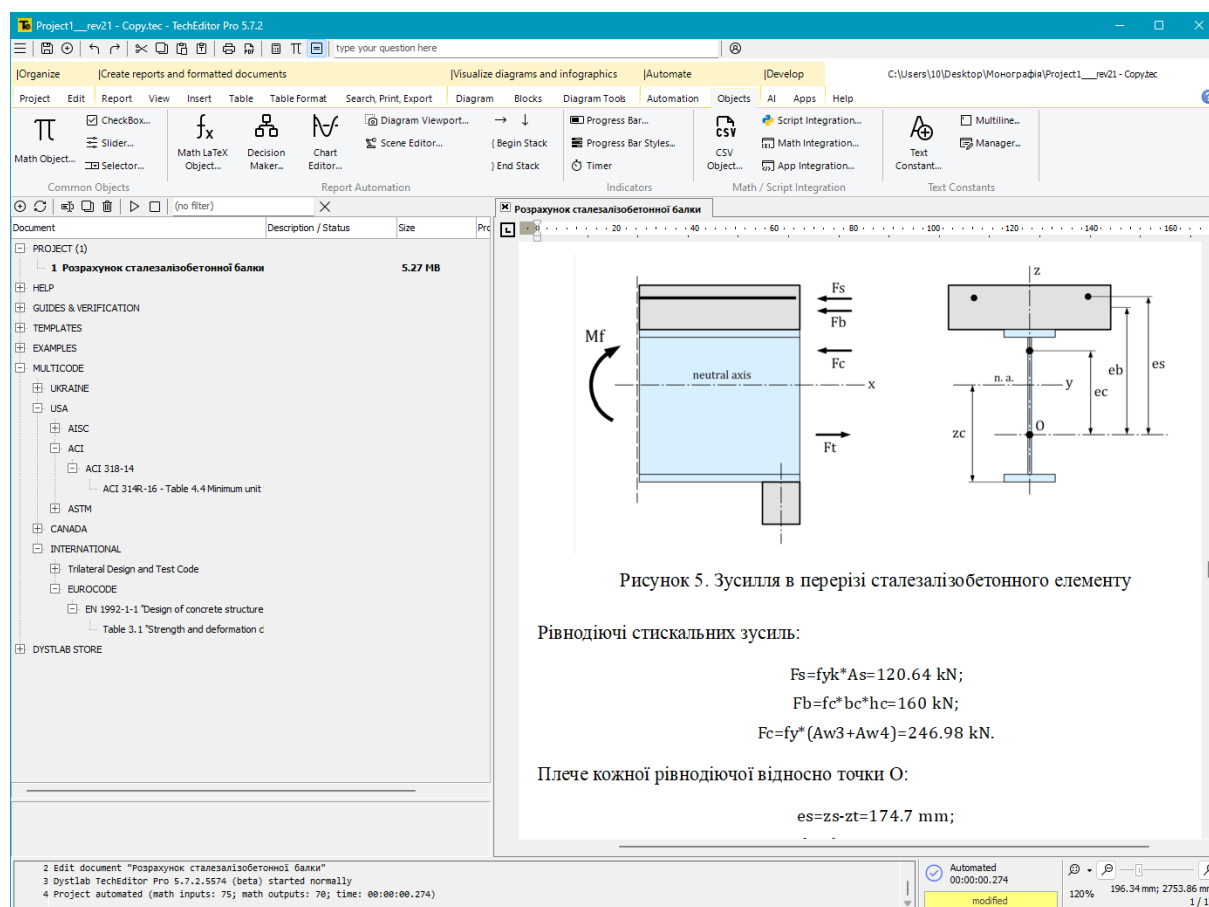 Project1___rev21 - Copy.tec - TechEditor Pro 5.7.2
type your question here
|Organize |Create reports and formatted documents |Visualize diagrams and infographics |Automate |Develop C:\Users\10\Desktop\Монографія\Project1___rev21 - Copy.tec
Project Edit Report View Insert Table Table Format Search, Print, Export Diagram Blocks Diagram Tools Automation Objects AI Apps Help
Math Object...
CheckBox...
Slider...
Selector...
Math LaTeX Object...
Decision Maker...
Chart Editor...
Diagram Viewport...
Scene Editor...
{ Begin Stack
} End Stack
Progress Bar...
Progress Bar Styles...
Timer
CSV
CSV Object...
Script Integration...
Math Integration...
App Integration...
Text Constant...
Multiline...
Manager...
Common Objects Report Automation Indicators Math / Script Integration Text Constants
(no filter)
Document Description / Status Size
PROJECT (1)
1 Розрахунок сталезалізобетонної балки 5.27 MB
HELP
GUIDES & VERIFICATION
TEMPLATES
EXAMPLES
MULTICODE
UKRAINE
USA
AISC
ACI
ACI 318-14
ACI 314R-16 - Table 4.4 Minimum unit
ASTM
CANADA
INTERNATIONAL
Trilateral Design and Test Code
EUROCODE
EN 1992-1-1 "Design of concrete structure
Table 3.1 "Strength and deformation c
DYSTLAB STORE
Розрахунок сталезалізобетонної балки
0 20 40 60 80 100 120 140 160
Fs
Fb
Mf
Fc
neutral axis
x
Ft
z
es
eb
n. a.
y
ec
zc
O
Рисунок 5. Зусилля в перерізі сталезалізобетонного елементу
Рівнодіючі стискальних зусиль:
Fs=fyk*As=120.64 kN;
Fb=fc*bc*hc=160 kN;
Fc=fy*(Aw3+Aw4)=246.98 kN.
Плече кожної рівнодіючої відносно точки O:
es=zs-zt=174.7 mm;
2 Edit document "Розрахунок сталезалізобетонної балки"
3 Dystlab TechEditor Pro 5.7.2.5574 (beta) started normally
4 Project automated (math inputs: 75; math outputs: 70; time: 00:00:00.274)
Automated
00:00:00.274
modified
120%
196.34 mm; 2753.86 mm